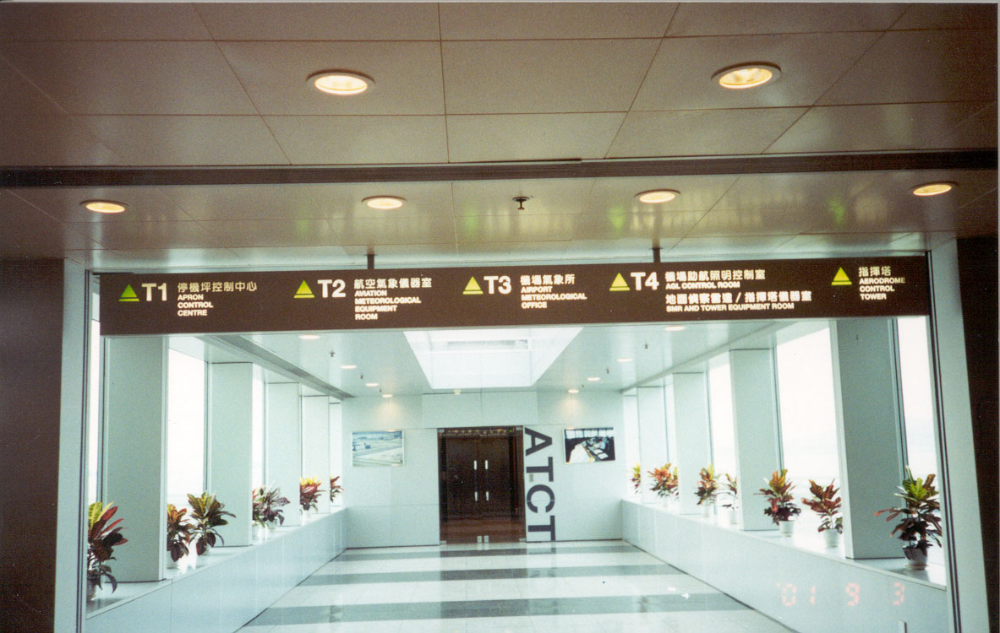 T1 停機坪控制中心
APRON
CONTROL
CENTRE
T2 航空氣象儀器室
AVIATION
METEOROLOGICAL
EQUIPMENT
ROOM
T3 機場氣象所
AIRPORT
METEOROLOGICAL
OFFICE
T4 機場助航照明控制室
AGL CONTROL ROOM
地面偵察雷達 / 指揮塔儀器室
SMR AND TOWER EQUIPMENT ROOM
指揮塔
AERODROME
CONTROL
TOWER
ATCT
'01 9 3